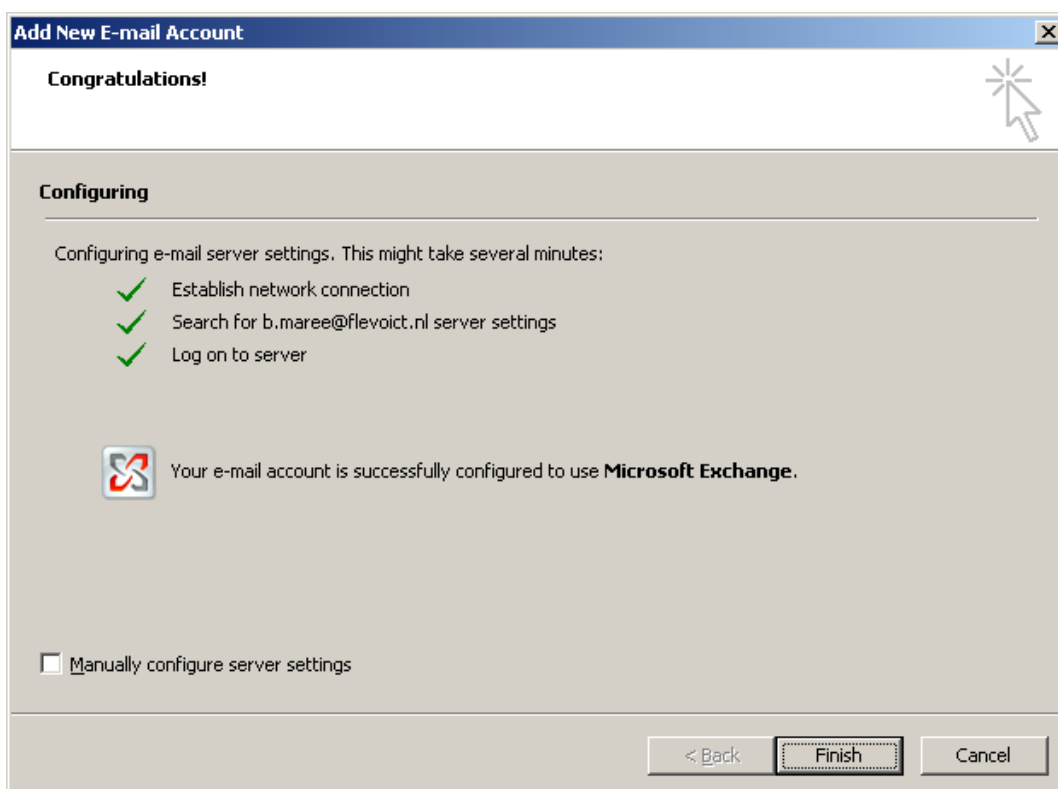 Add New E-mail Account
Congratulations!
Configuring
Configuring e-mail server settings. This might take several minutes:
Establish network connection
Search for b.maree@flevoict.nl server settings
Log on to server
Your e-mail account is successfully configured to use Microsoft Exchange.
Manually configure server settings
< Back Finish Cancel